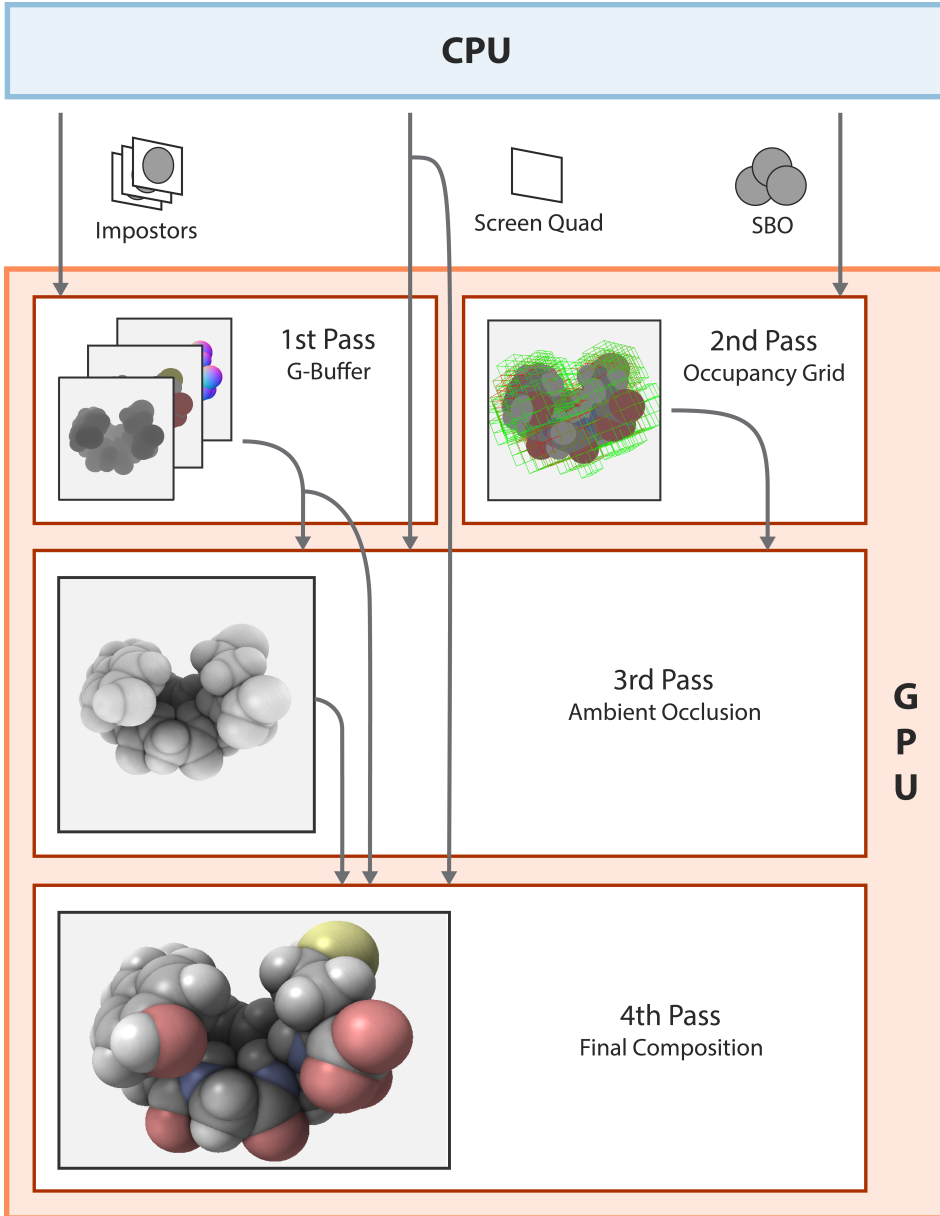 CPU
Impostors
Screen Quad
SBO
1st Pass
G-Buffer
2nd Pass
Occupancy Grid
3rd Pass
Ambient Occlusion
G
P
U
4th Pass
Final Composition